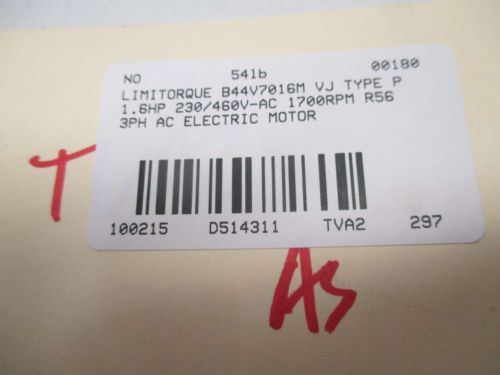 NO 54lb 00180
LIMITORQUE B44V7016M VJ TYPE P
1.6HP 230/460V-AC 1700RPM R56
3PH AC ELECTRIC MOTOR
100215 D514311 TVA2 297
T
As